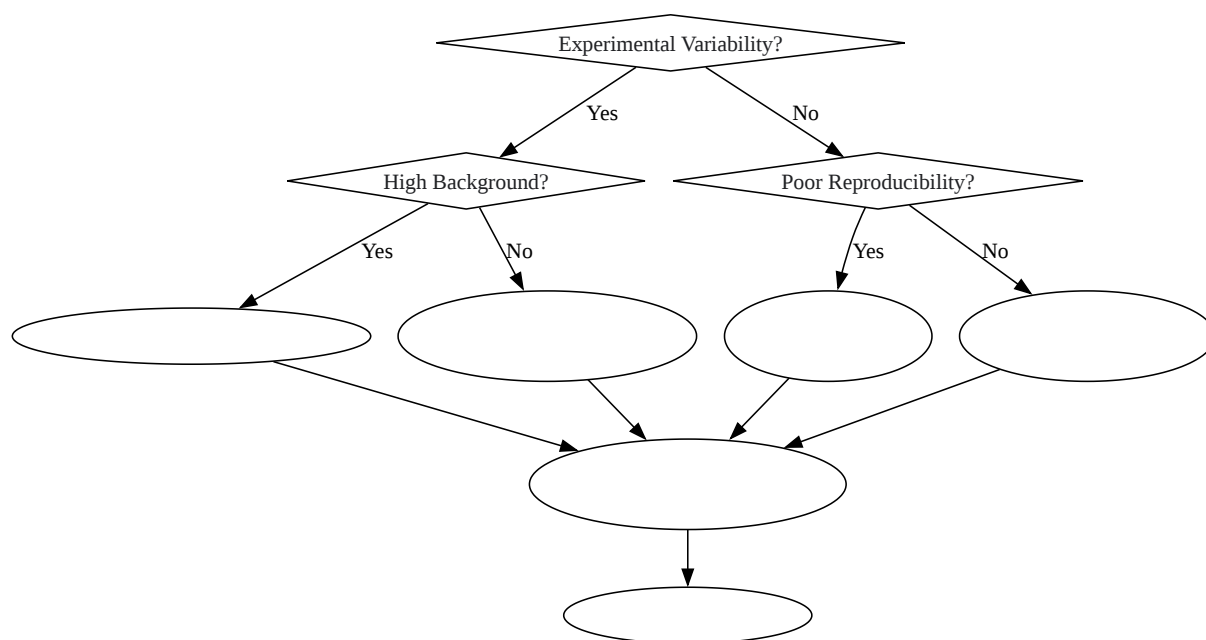 Experimental Variability?
Yes
No
High Background?
Poor Reproducibility?
Yes
No
Yes
No